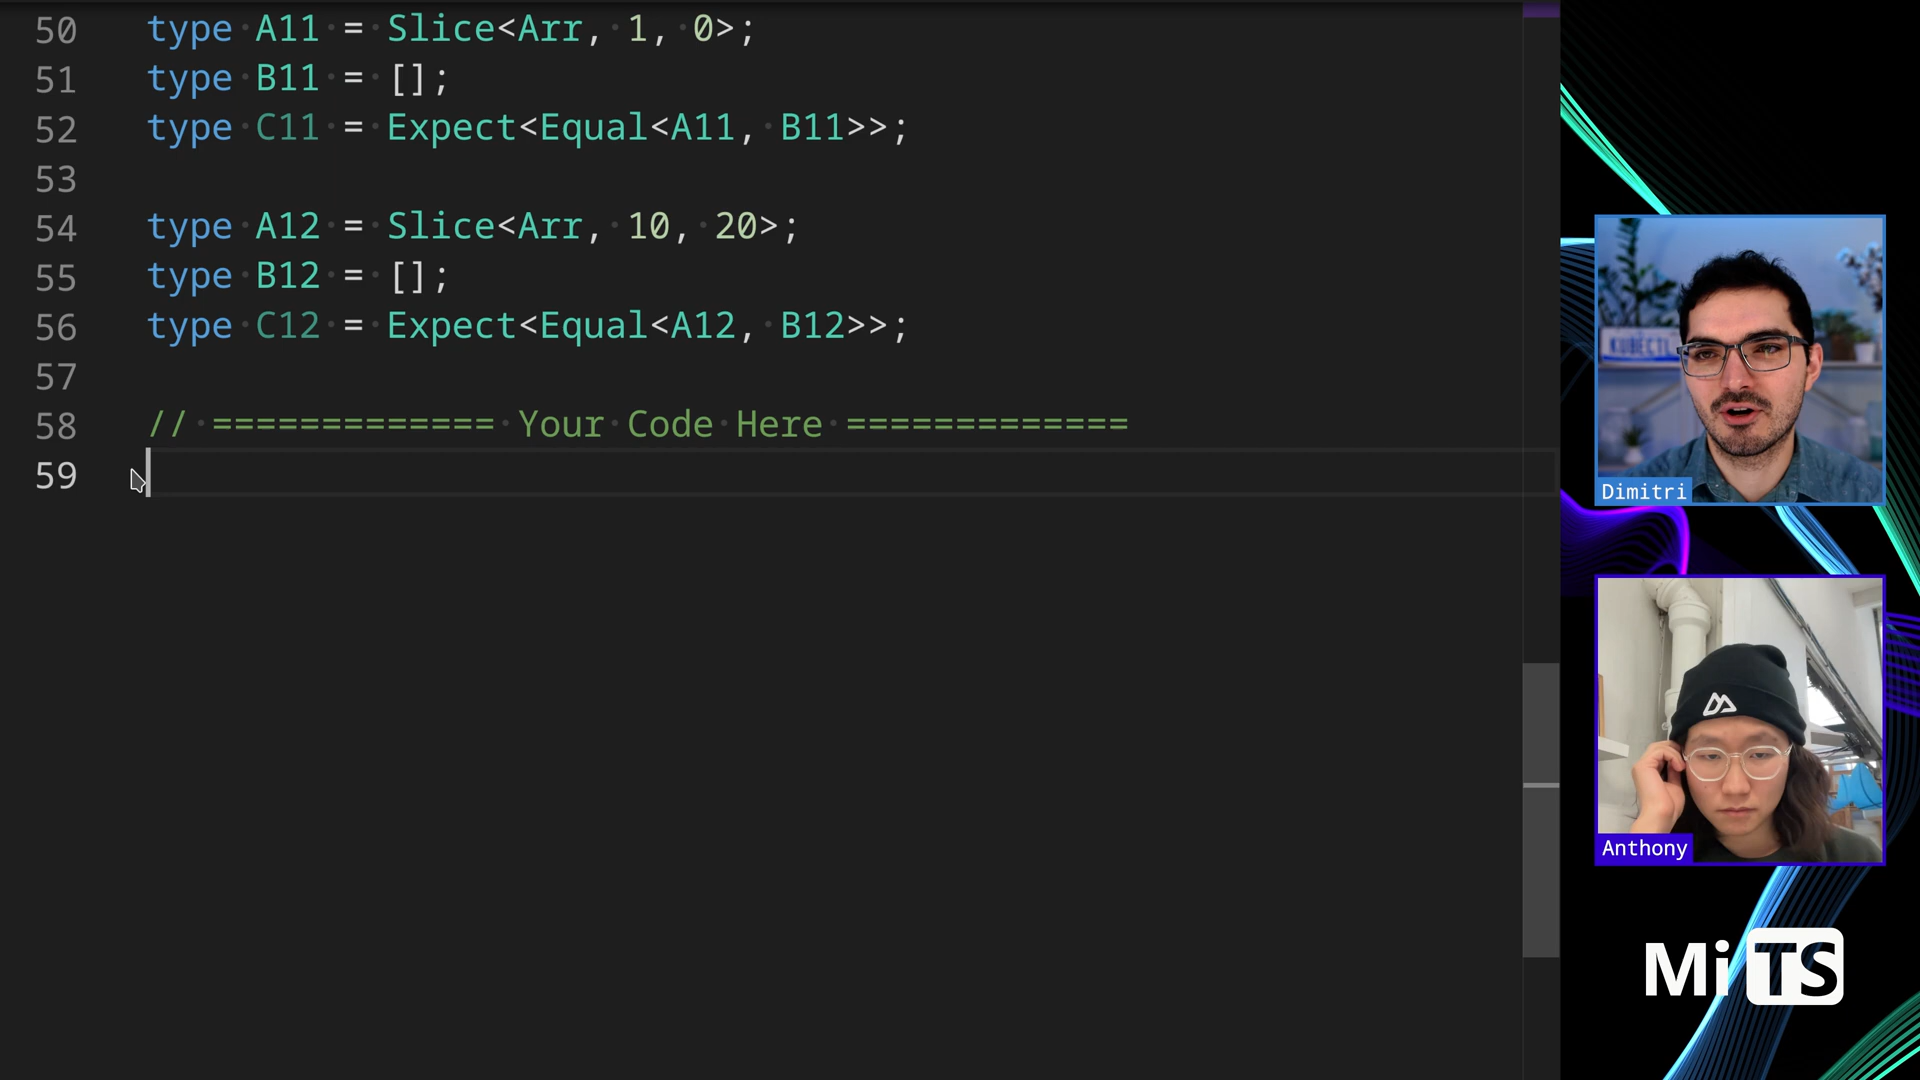 50 type A11 = Slice<Arr, 1, 0>;
51 type B11 = [];
52 type C11 = Expect<Equal<A11, B11>>;
53
54 type A12 = Slice<Arr, 10, 20>;
55 type B12 = [];
56 type C12 = Expect<Equal<A12, B12>>;
57
58 // ============= Your Code Here =============
59
KUBECTL
Dimitri
Anthony
MiTS